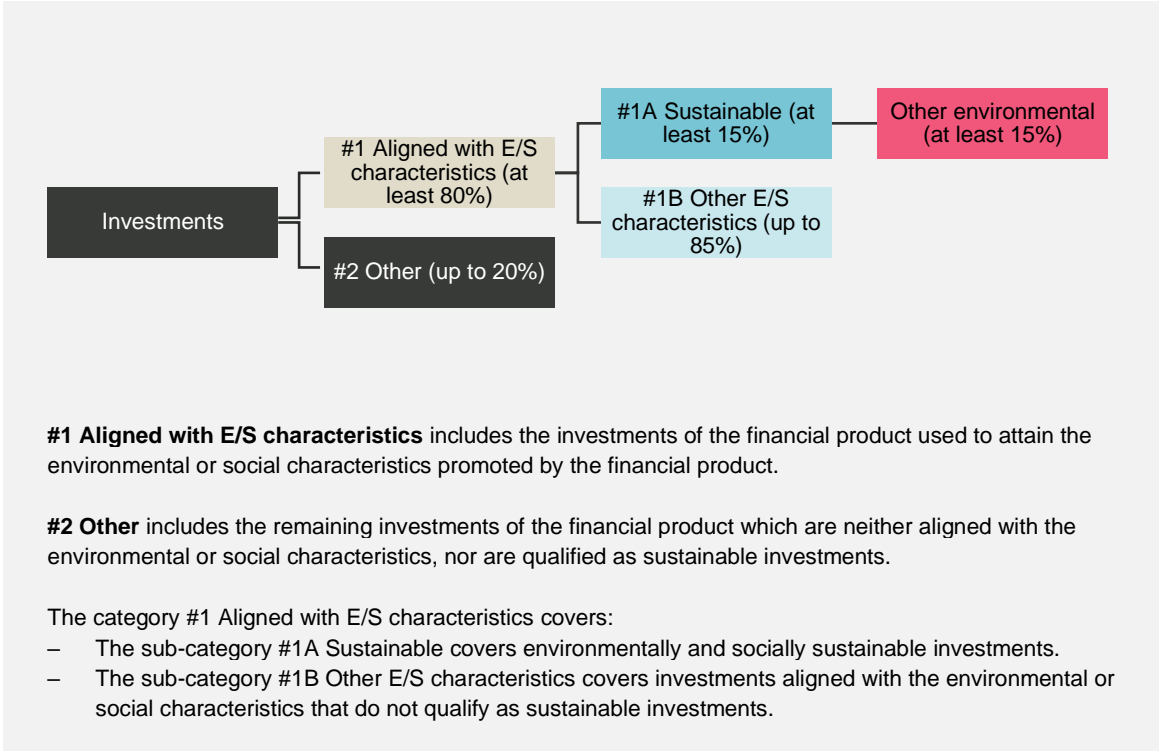 #1A Sustainable (at
least 15%)
Other environmental
(at least 15%)
#1 Aligned with E/S
characteristics (at
least 80%)
#1B Other E/S
characteristics (up to
85%)
Investments
#2 Other (up to 20%)
#1 Aligned with E/S characteristics includes the investments of the financial product used to attain the
environmental or social characteristics promoted by the financial product.
#2 Other includes the remaining investments of the financial product which are neither aligned with the
environmental or social characteristics, nor are qualified as sustainable investments.
The category #1 Aligned with E/S characteristics covers:
– The sub-category #1A Sustainable covers environmentally and socially sustainable investments.
– The sub-category #1B Other E/S characteristics covers investments aligned with the environmental or
social characteristics that do not qualify as sustainable investments.